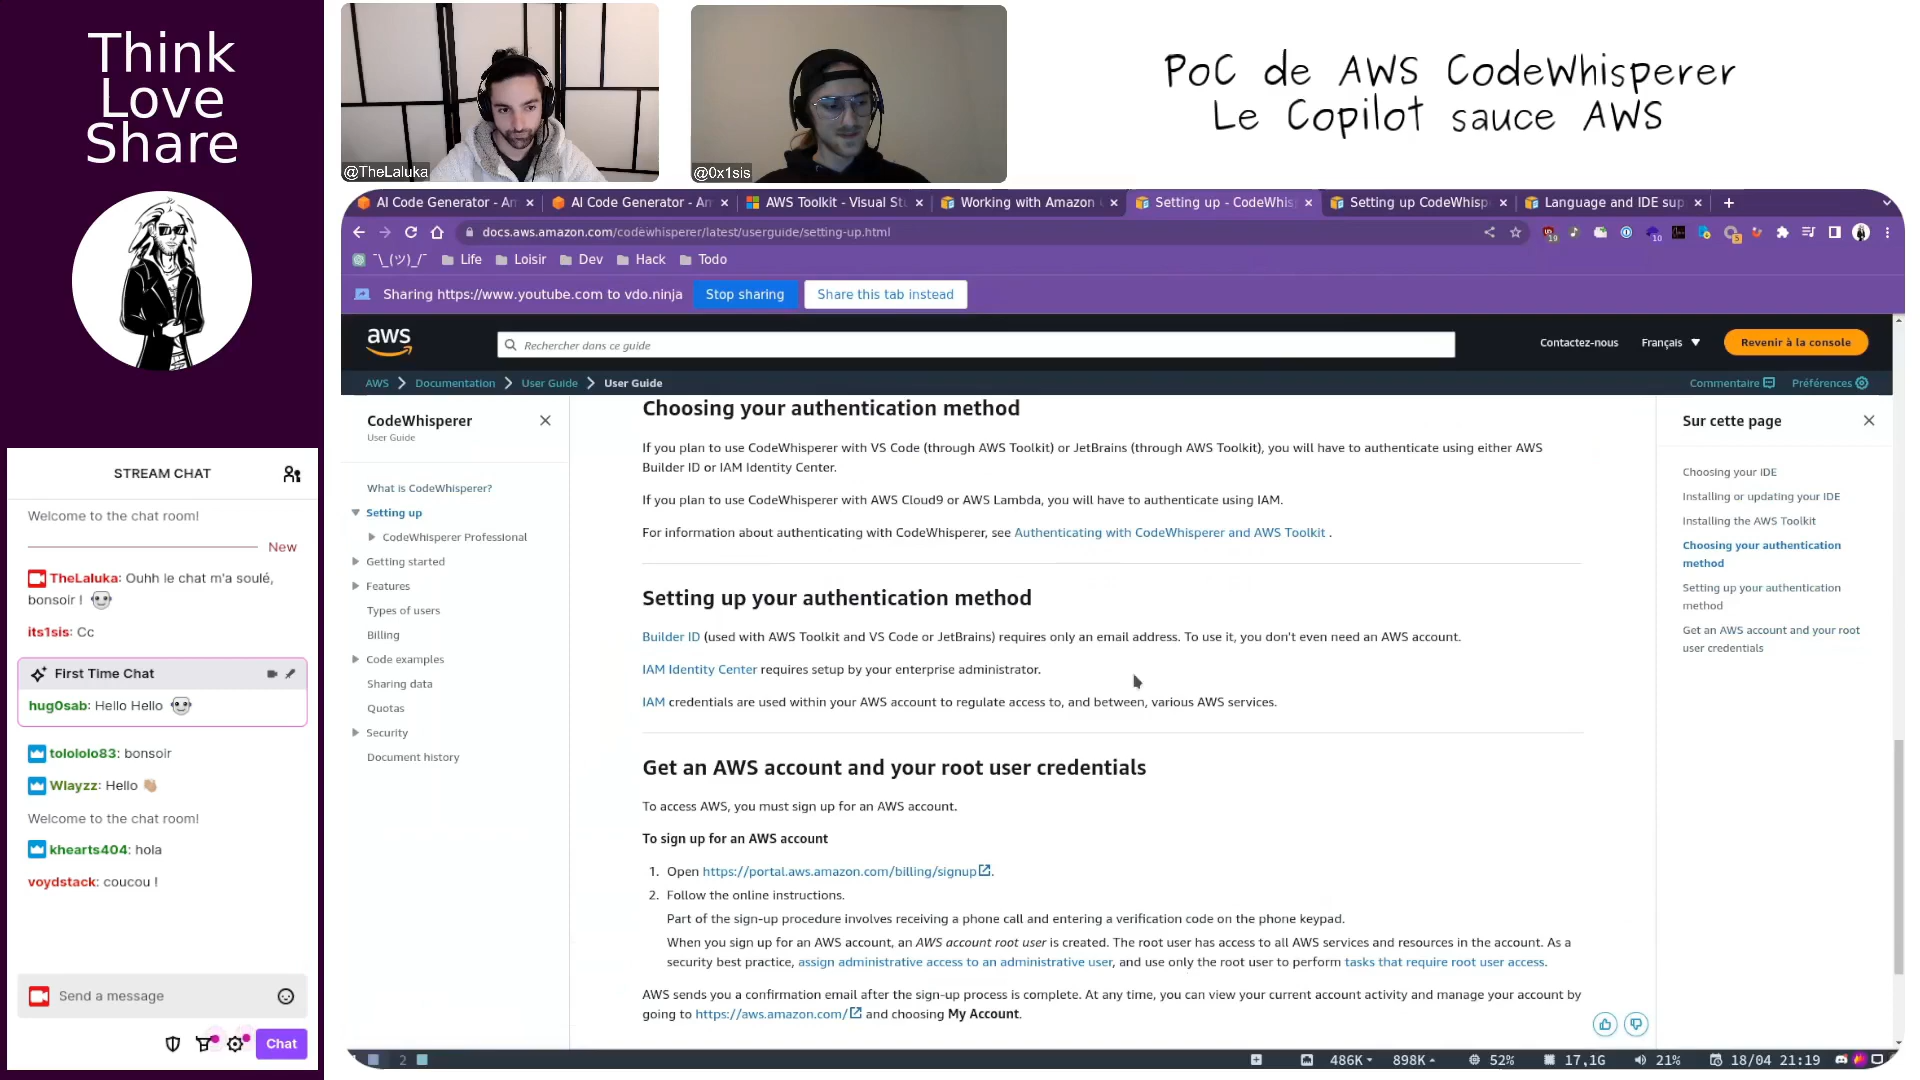 Think
Love
Share
@TheLaluka
@0x1sis
PoC de AWS CodeWhisperer
Le Copilot sauce AWS
STREAM CHAT
Welcome to the chat room!
New
TheLaluka: Ouhh le chat m'a soulé,
bonsoir !
its1sis: Cc
First Time Chat
hug0sab: Hello Hello
tolololo83: bonsoir
Wlayzz: Hello
Welcome to the chat room!
khearts404: hola
voydstack: coucou !
Send a message
Chat
AI Code Generator - Am
AI Code Generator - Am
AWS Toolkit - Visual Stu
Working with Amazon
Setting up - CodeWhis
Setting up CodeWhisp
Language and IDE sup
docs.aws.amazon.com/codewhisperer/latest/userguide/setting-up.html
19
10
5
¯\_(ツ)_/¯
Life
Loisir
Dev
Hack
Todo
Sharing https://www.youtube.com to vdo.ninja
Stop sharing
Share this tab instead
aws
Rechercher dans ce guide
Contactez-nous
Français
Revenir à la console
AWS
Documentation
User Guide
User Guide
Commentaire
Préférences
CodeWhisperer
User Guide
What is CodeWhisperer?
Setting up
CodeWhisperer Professional
Getting started
Features
Types of users
Billing
Code examples
Sharing data
Quotas
Security
Document history
Choosing your authentication method
If you plan to use CodeWhisperer with VS Code (through AWS Toolkit) or JetBrains (through AWS Toolkit), you will have to authenticate using either AWS
Builder ID or IAM Identity Center.
If you plan to use CodeWhisperer with AWS Cloud9 or AWS Lambda, you will have to authenticate using IAM.
For information about authenticating with CodeWhisperer, see Authenticating with CodeWhisperer and AWS Toolkit .
Setting up your authentication method
Builder ID (used with AWS Toolkit and VS Code or JetBrains) requires only an email address. To use it, you don't even need an AWS account.
IAM Identity Center requires setup by your enterprise administrator.
IAM credentials are used within your AWS account to regulate access to, and between, various AWS services.
Get an AWS account and your root user credentials
To access AWS, you must sign up for an AWS account.
To sign up for an AWS account
1. Open https://portal.aws.amazon.com/billing/signup.
2. Follow the online instructions.
Part of the sign-up procedure involves receiving a phone call and entering a verification code on the phone keypad.
When you sign up for an AWS account, an AWS account root user is created. The root user has access to all AWS services and resources in the account. As a
security best practice, assign administrative access to an administrative user, and use only the root user to perform tasks that require root user access.
AWS sends you a confirmation email after the sign-up process is complete. At any time, you can view your current account activity and manage your account by
going to https://aws.amazon.com/ and choosing My Account.
Sur cette page
Choosing your IDE
Installing or updating your IDE
Installing the AWS Toolkit
Choosing your authentication
method
Setting up your authentication
method
Get an AWS account and your root
user credentials
2
486K
898K
52%
17,1G
21%
18/04 21:19